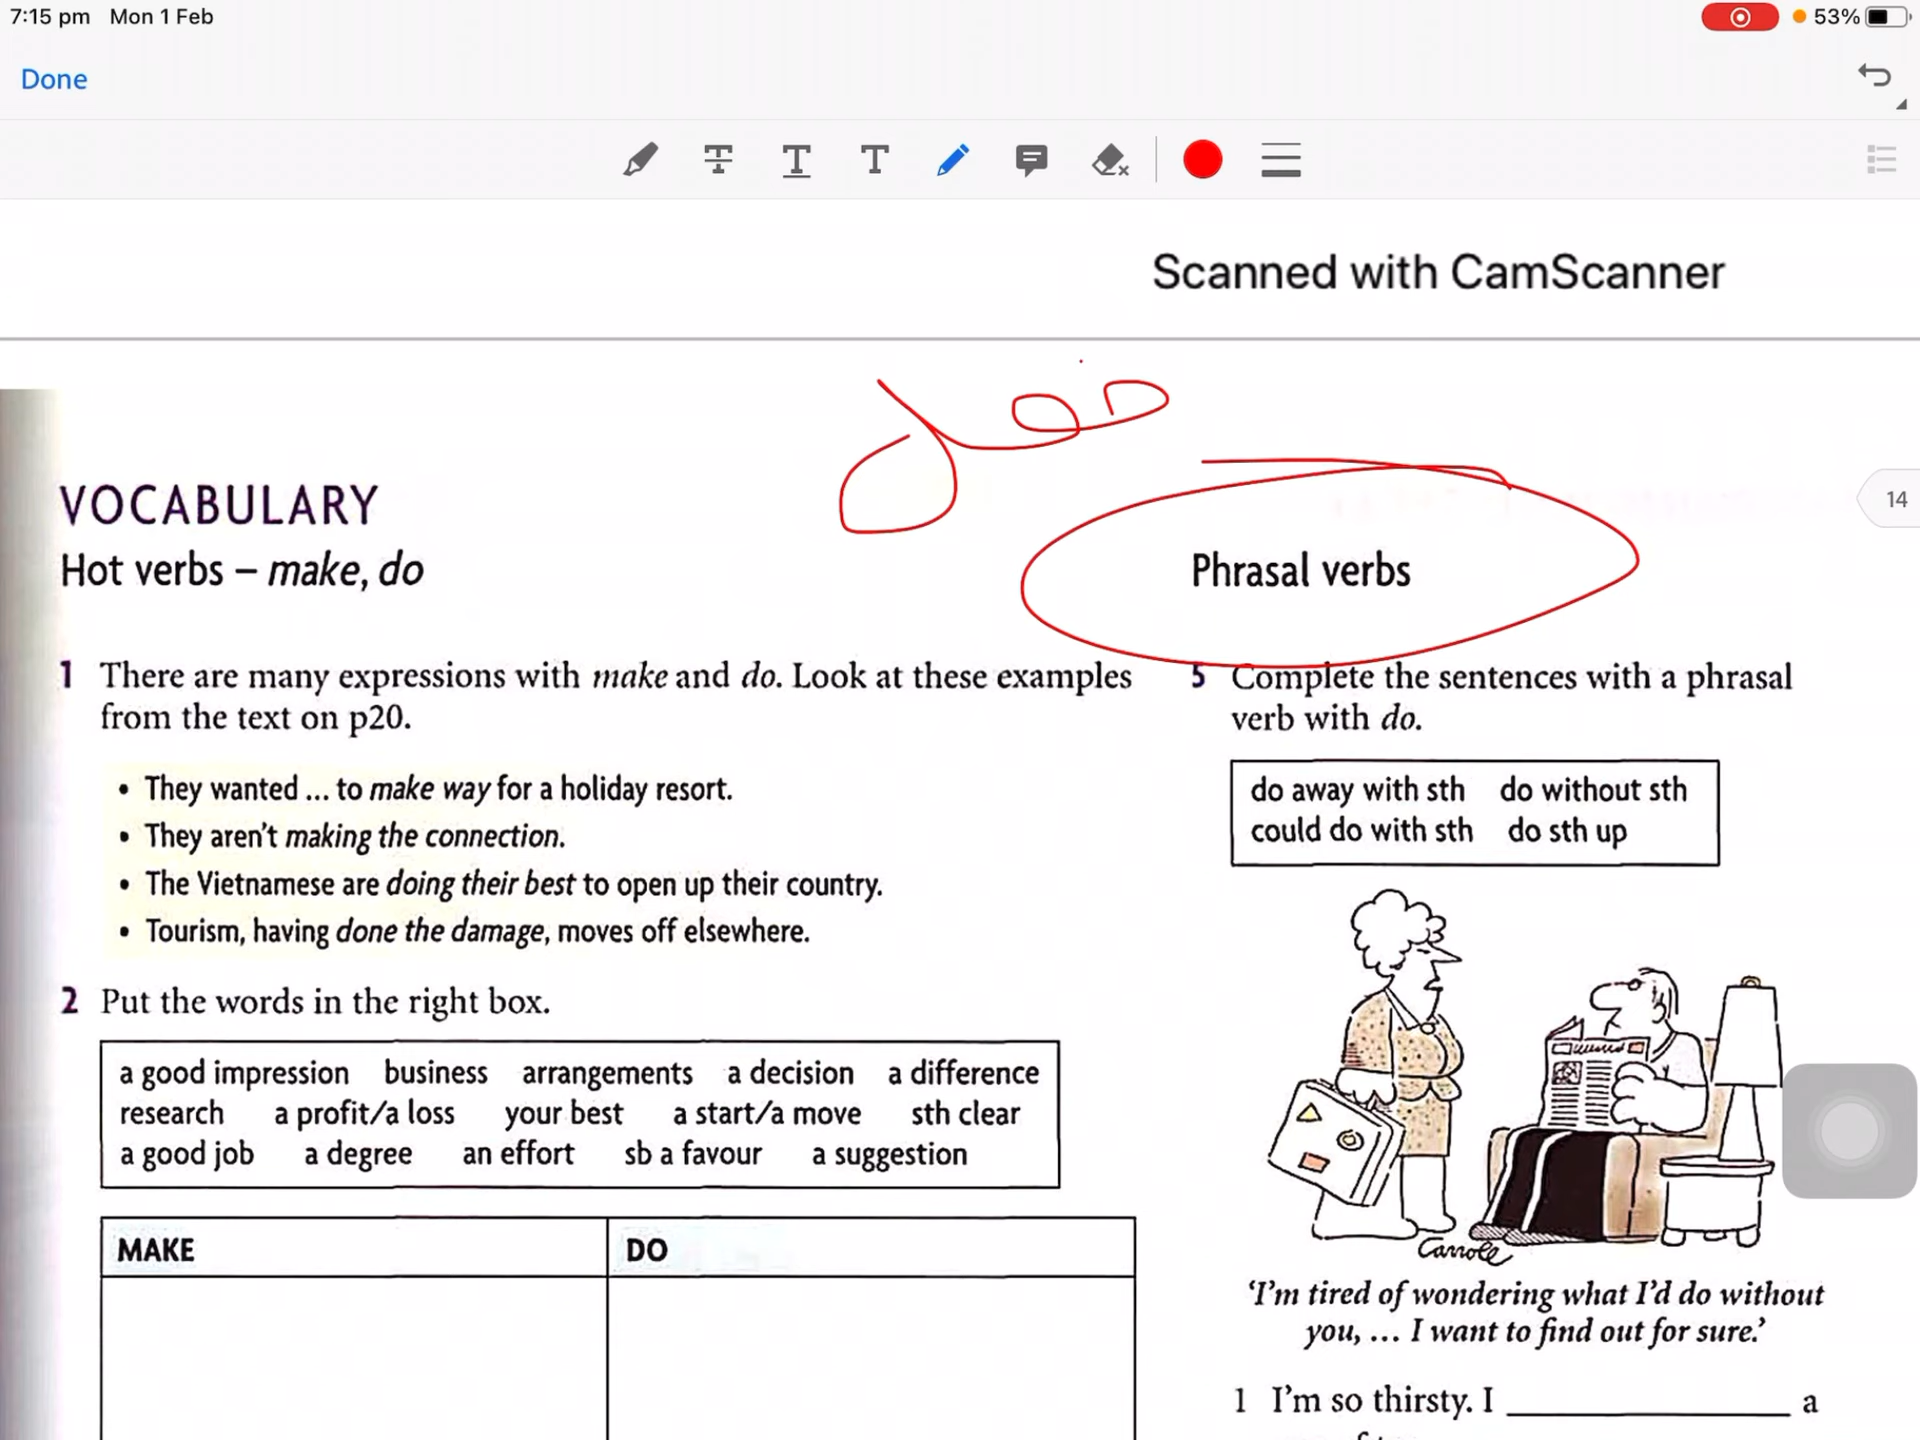 7:15 pm Mon 1 Feb
53%
Done
Scanned with CamScanner
14
VOCABULARY
Hot verbs – make, do
1 There are many expressions with make and do. Look at these examples
from the text on p20.
• They wanted ... to make way for a holiday resort.
• They aren't making the connection.
• The Vietnamese are doing their best to open up their country.
• Tourism, having done the damage, moves off elsewhere.
2 Put the words in the right box.
a good impression business arrangements a decision a difference
research a profit/a loss your best a start/a move sth clear
a good job a degree an effort sb a favour a suggestion
MAKE DO
Phrasal verbs
5 Complete the sentences with a phrasal
verb with do.
do away with sth do without sth
could do with sth do sth up
Carrole
‘I'm tired of wondering what I'd do without
you, ... I want to find out for sure.’
1 I'm so thirsty. I ____________ a